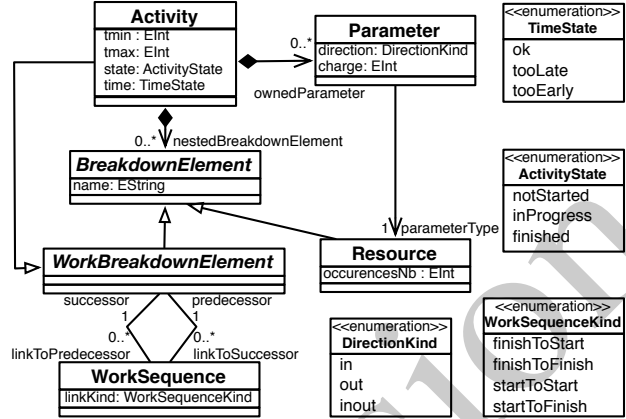 Activity
tmin : EInt
tmax: EInt
state: ActivityState
time: TimeState
0..*
Parameter
direction: DirectionKind
charge: EInt
ownedParameter
<<enumeration>>
TimeState
ok
tooLate
tooEarly
0..* nestedBreakdownElement
BreakdownElement
name: EString
<<enumeration>>
ActivityState
notStarted
inProgress
finished
1 parameterType
WorkBreakdownElement
Resource
occurencesNb : EInt
successor predecessor
1 1
0..* 0..*
linkToPredecessor linkToSuccessor
WorkSequence
linkKind: WorkSequenceKind
<<enumeration>>
DirectionKind
in
out
inout
<<enumeration>>
WorkSequenceKind
finishToStart
finishToFinish
startToStart
startToFinish